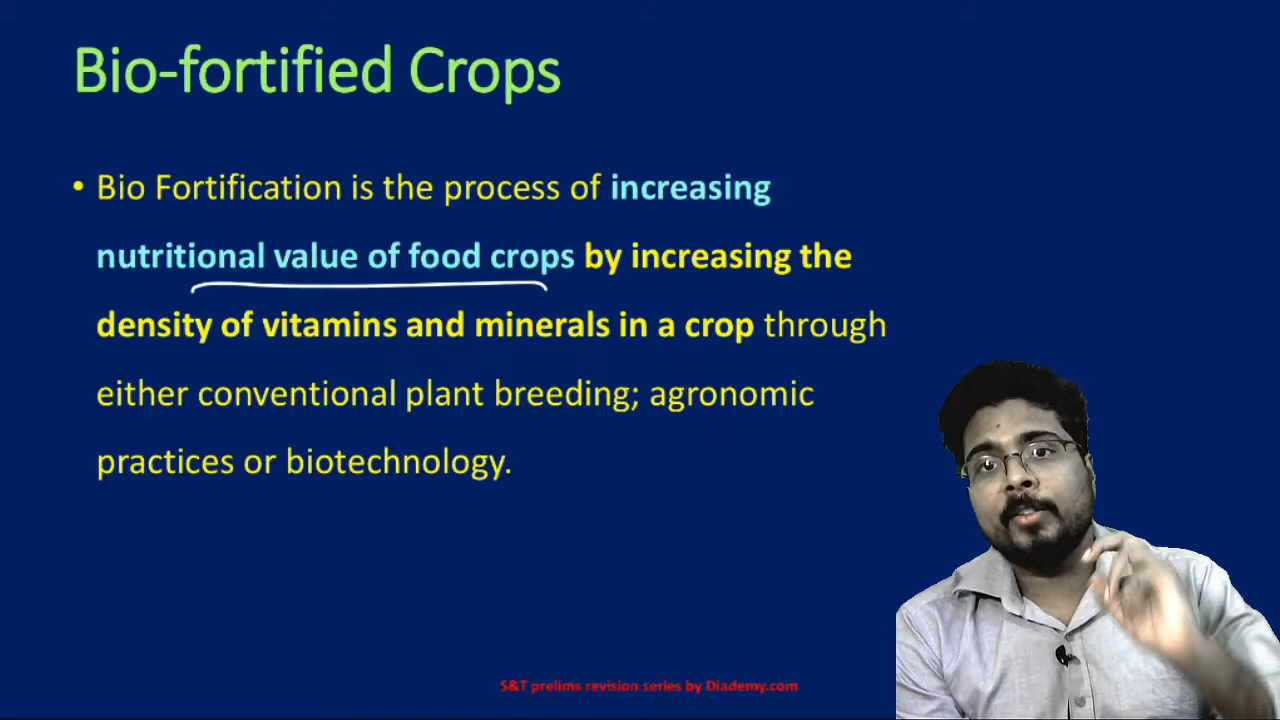 Bio-fortified Crops
• Bio Fortification is the process of increasing
nutritional value of food crops by increasing the
density of vitamins and minerals in a crop through
either conventional plant breeding; agronomic
practices or biotechnology.
S&T prelims revision series by Diademy.com